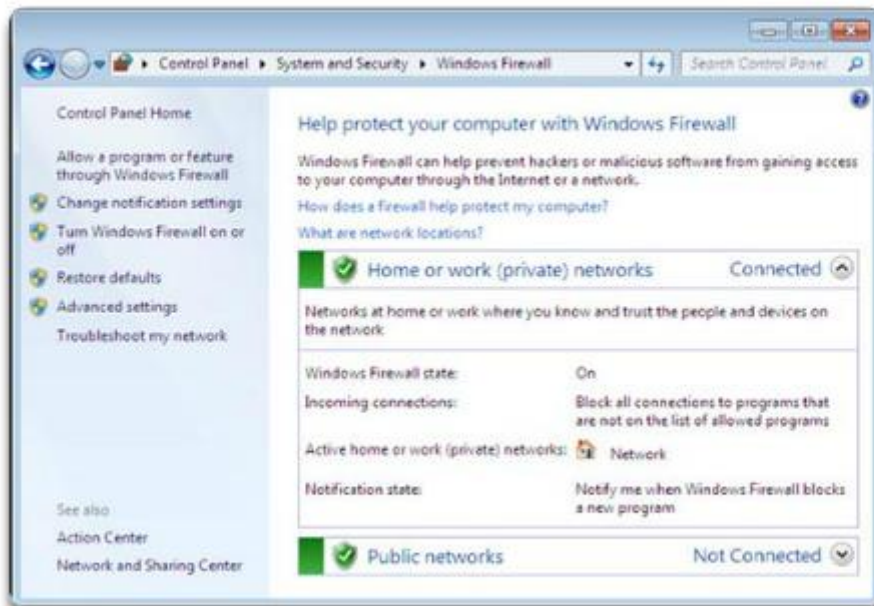 Control Panel ▸ System and Security ▸ Windows Firewall
Search Control Panel
Control Panel Home
Allow a program or feature
through Windows Firewall
Change notification settings
Turn Windows Firewall on or
off
Restore defaults
Advanced settings
Troubleshoot my network
See also
Action Center
Network and Sharing Center
Help protect your computer with Windows Firewall
Windows Firewall can help prevent hackers or malicious software from gaining access
to your computer through the Internet or a network.
How does a firewall help protect my computer?
What are network locations?
Home or work (private) networks Connected
Networks at home or work where you know and trust the people and devices on
the network
Windows Firewall state: On
Incoming connections: Block all connections to programs that
are not on the list of allowed programs
Active home or work (private) networks: Network
Notification state: Notify me when Windows Firewall blocks
a new program
Public networks Not Connected